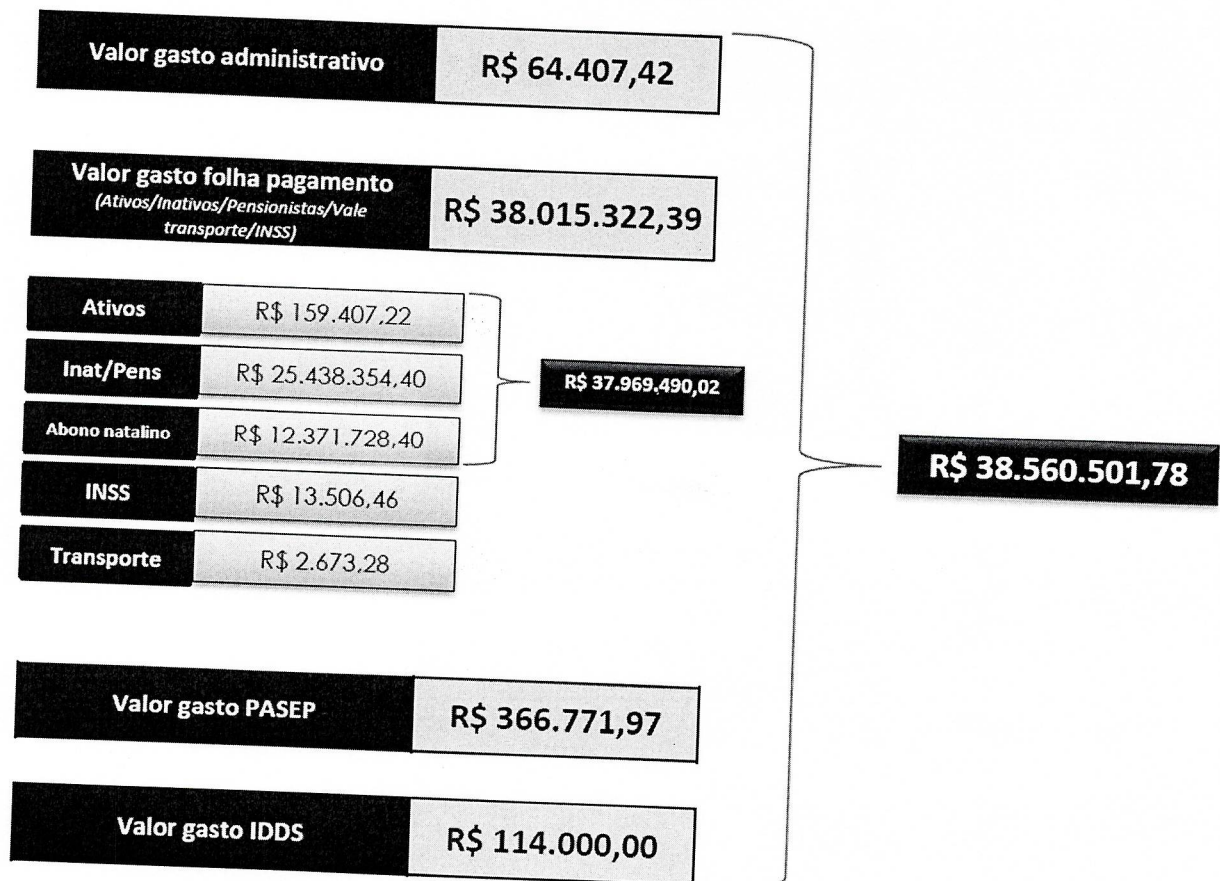 Valor gasto administrativo R$ 64.407,42
Valor gasto folha pagamento
(Ativos/Inativos/Pensionistas/Vale
transporte/INSS)
R$ 38.015.322,39
Ativos R$ 159.407,22
Inat/Pens R$ 25.438.354,40
Abono natalino R$ 12.371.728,40
R$ 37.969.490,02
INSS R$ 13.506,46
Transporte R$ 2.673,28
R$ 38.560.501,78
Valor gasto PASEP R$ 366.771,97
Valor gasto IDDS R$ 114.000,00